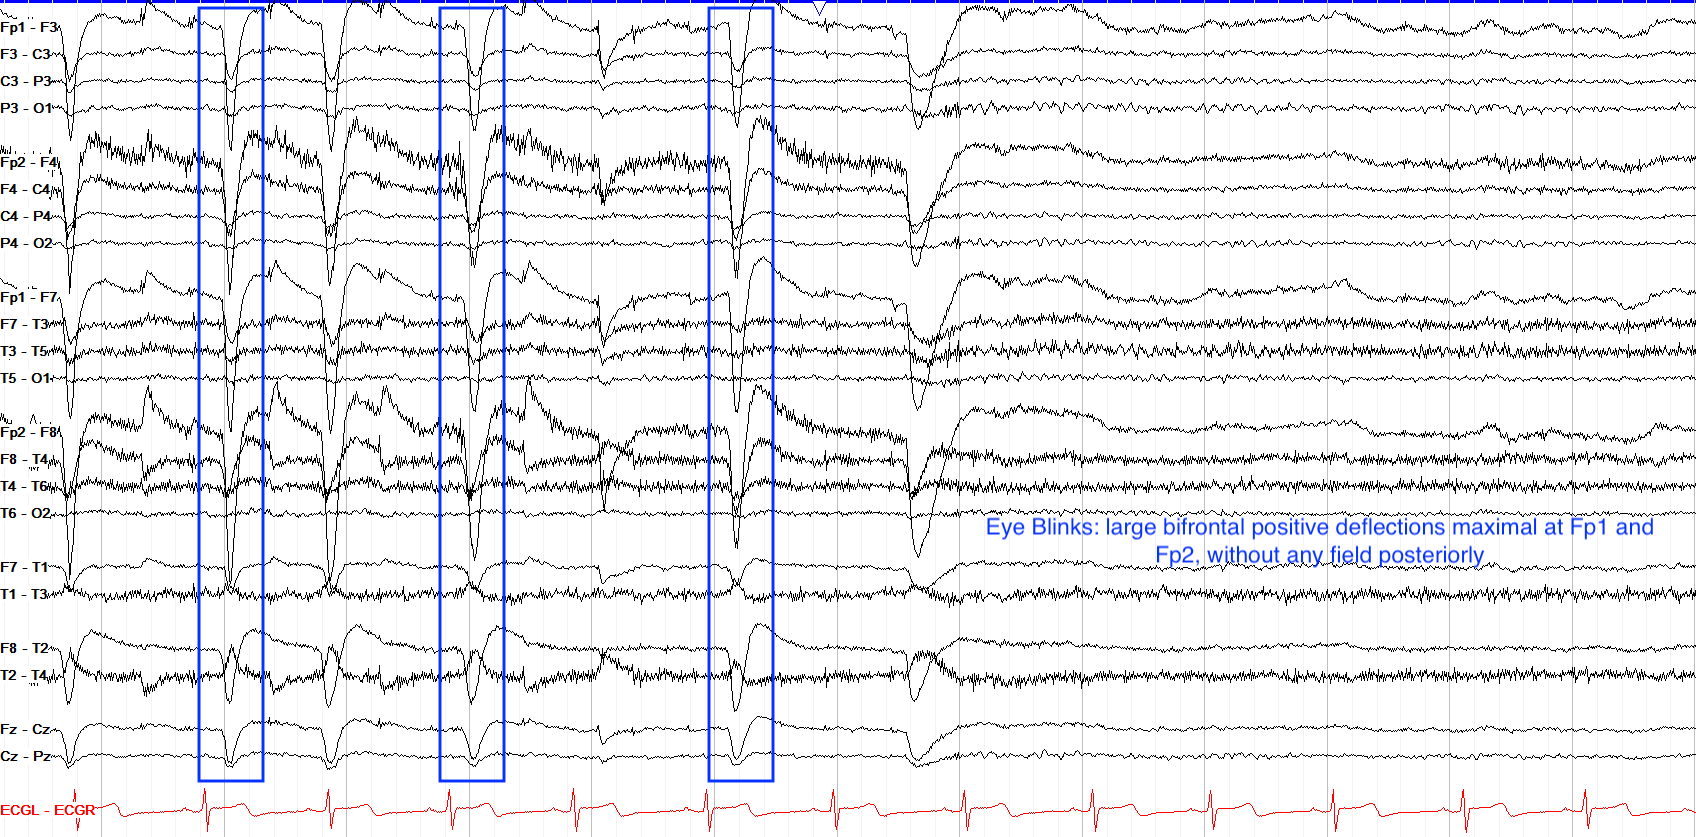 Fp1 - F3
F3 - C3
C3 - P3
P3 - O1
Fp2 - F4
F4 - C4
C4 - P4
P4 - O2
Fp1 - F7
F7 - T3
T3 - T5
T5 - O1
Fp2 - F8
F8 - T4
T4 - T6
T6 - O2
Eye Blinks: large bifrontal positive deflections maximal at Fp1 and
Fp2, without any field posteriorly
F7 - T1
T1 - T3
F8 - T2
T2 - T4
Fz - Cz
Cz - Pz
ECGL - ECGR